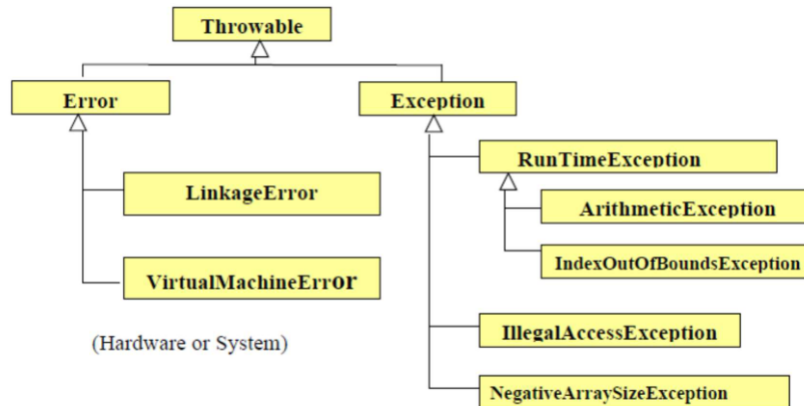 Throwable
Error
Exception
RunTimeException
LinkageError
ArithmeticException
VirtualMachineError
IndexOutOfBoundsException
(Hardware or System)
IllegalAccessException
NegativeArraySizeException